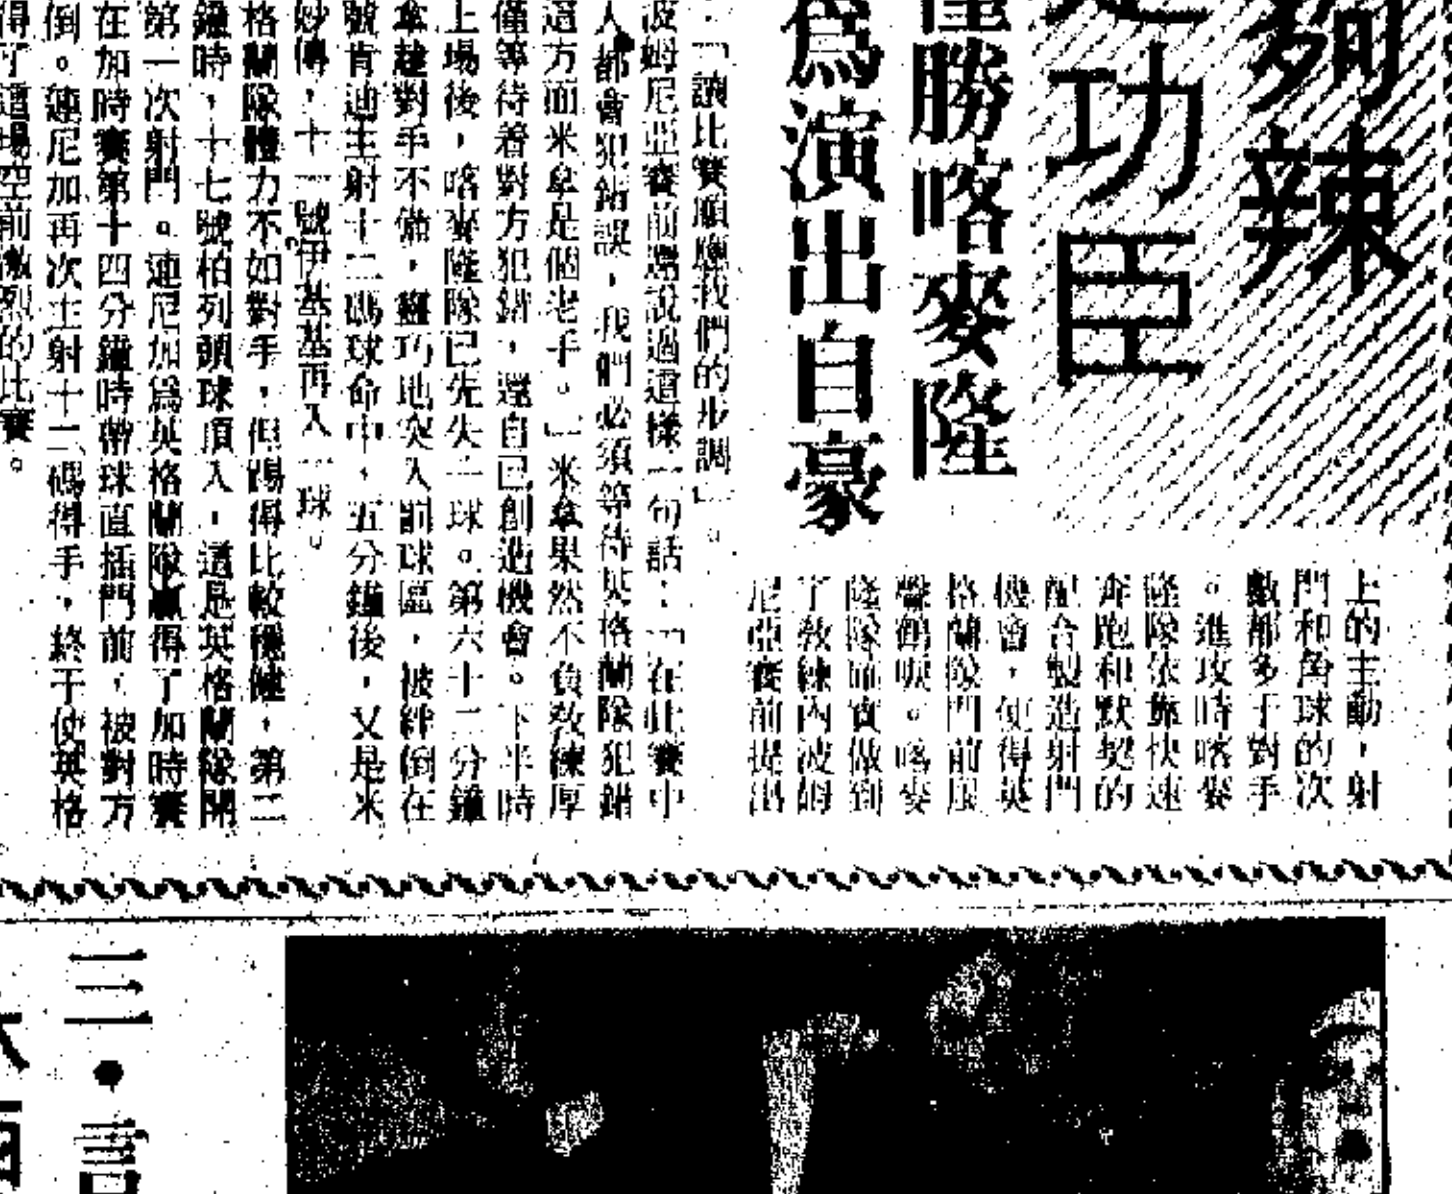 夠辣
功臣
僅勝喀麥隆
為演出自豪
上的主動，射
門和角球的次
數都多于對手
。進攻時喀麥
隆隊依靠快速
奔跑和默契的
配合製造射門
機會，使得英
格蘭隊門前風
聲鶴唳。喀麥
隆隊確實做到
了教練內波姆
尼亞賽前提出
：「讓比賽順應我們的步調」。
波姆尼亞賽前還說過這樣一句話：「在比賽中
人都會犯錯誤，我們必須等待英格蘭隊犯錯
這方面米拿是個老手。」米拿果然不負教練厚
僅等待着對方犯錯，還自己創造機會。下半時
上場後，喀麥隆隊已先失一球。第六十二分鐘
拿趁對手不備，靈巧地突入罰球區，被絆倒在
號肯迪主射十二碼球命中，五分鐘後，又是米
妙傳，十一號伊基基再入一球。
格蘭隊體力不如對手，但踢得比較穩健，第二
鐘時，十七號柏列頭球頂入，這是英格蘭隊開
第一次射門。連尼加為英格蘭隊贏得了加時賽
在加時賽第十四分鐘時帶球直插門前，被對方
倒。連尼加再次主射十二碼得手，終于使英格
得了這場空前激烈的比賽。
三・言